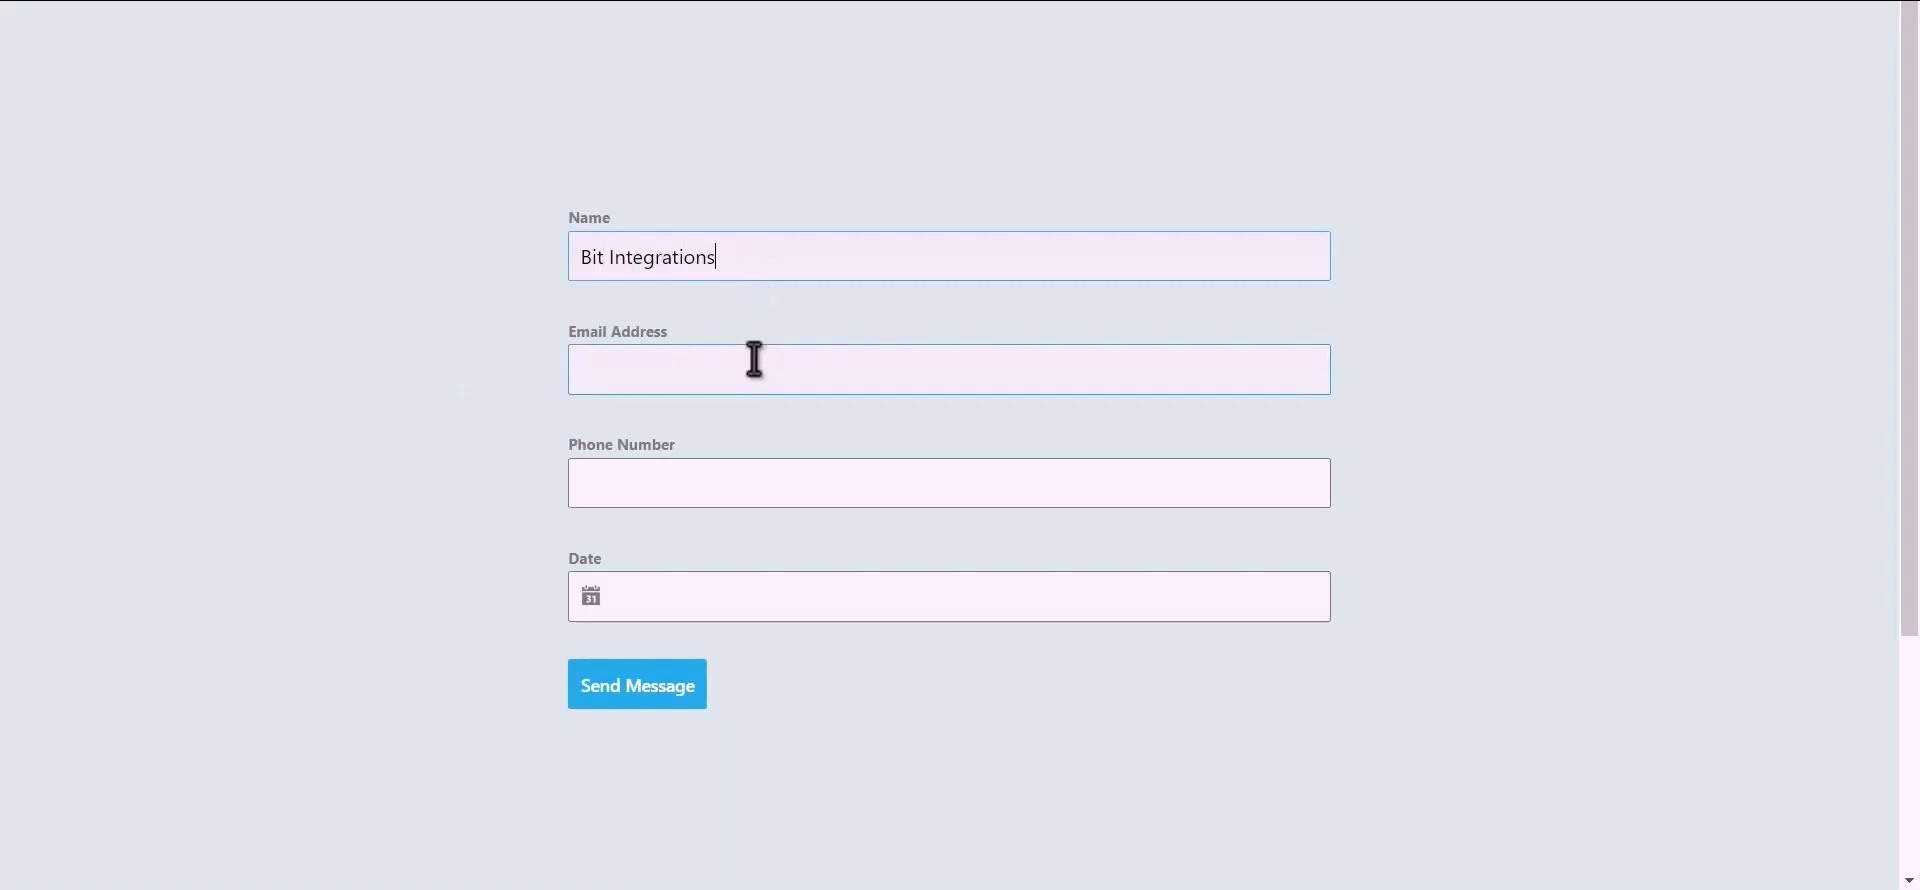 Name
Bit Integrations
Email Address
Phone Number
Date
31
Send Message